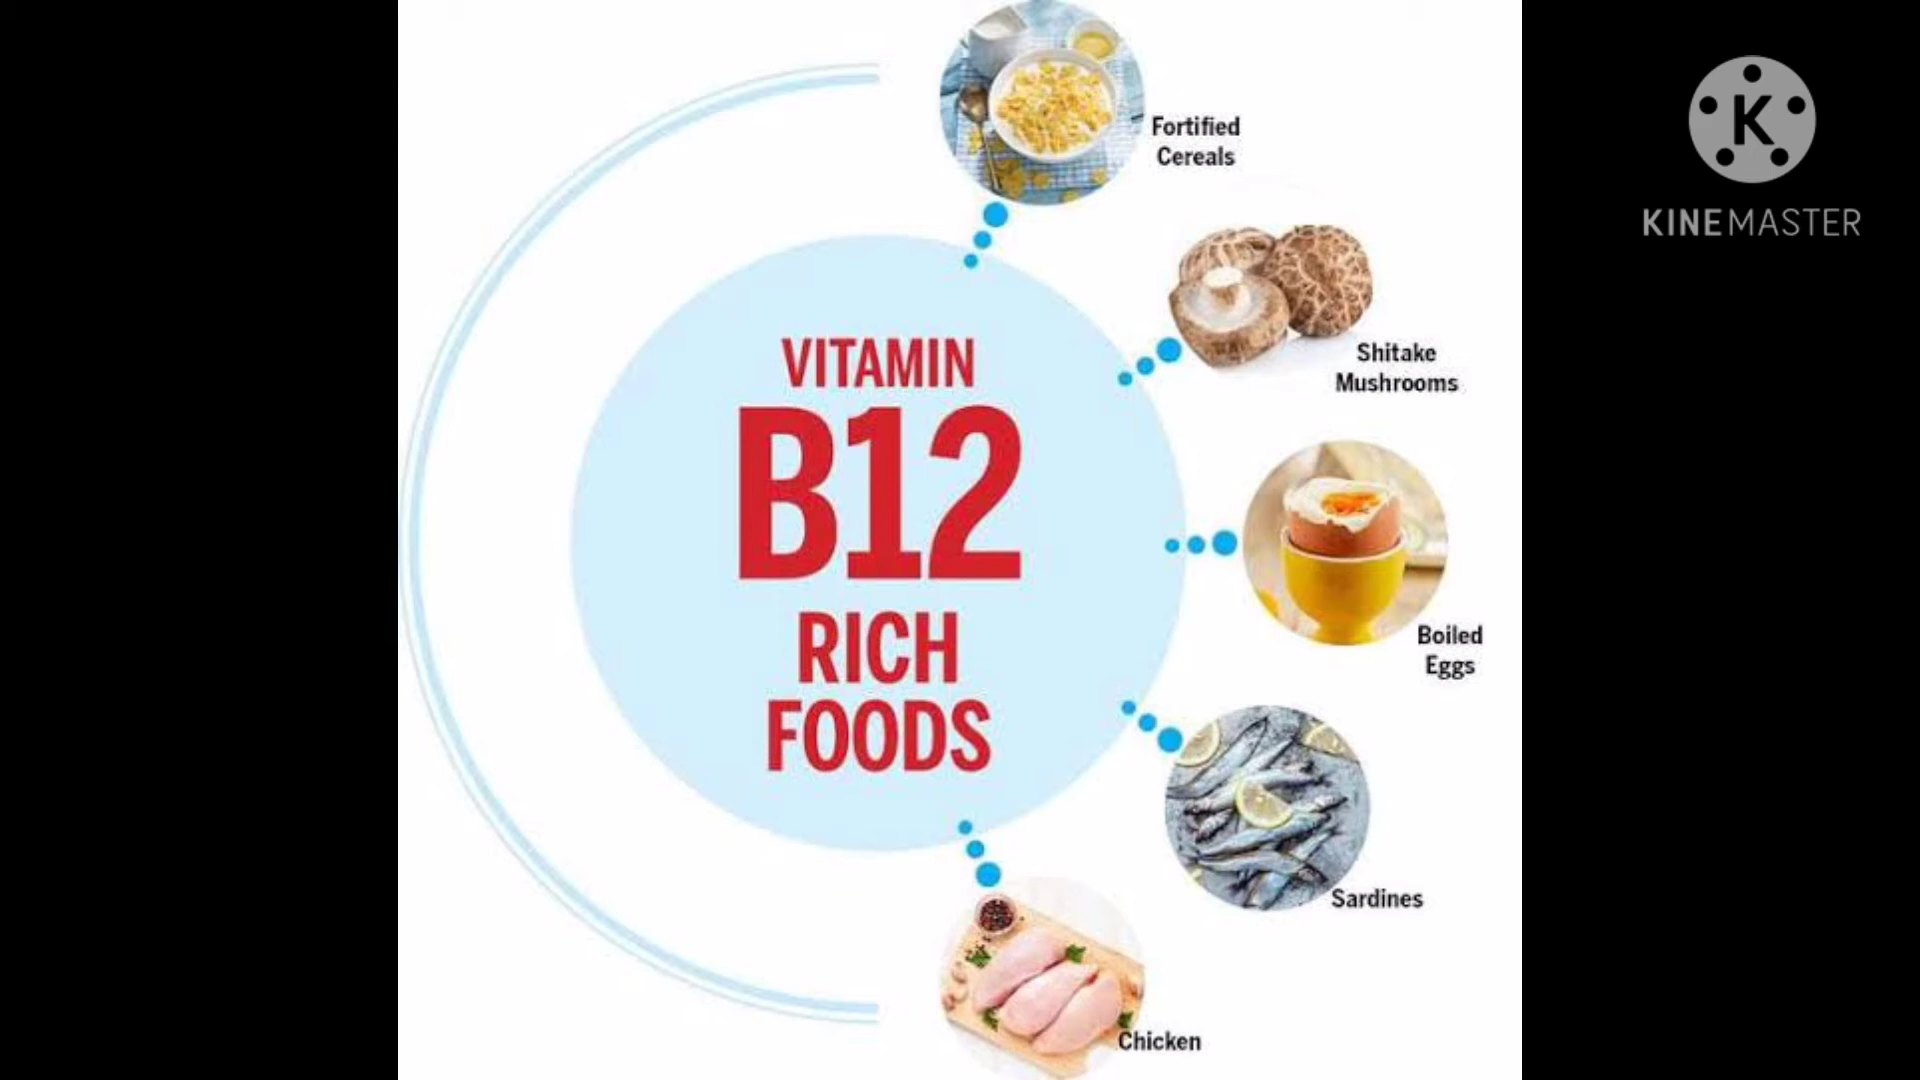 Fortified
Cereals
KINEMASTER
Shitake
Mushrooms
VITAMIN
B12
RICH
FOODS
Boiled
Eggs
Sardines
Chicken
K